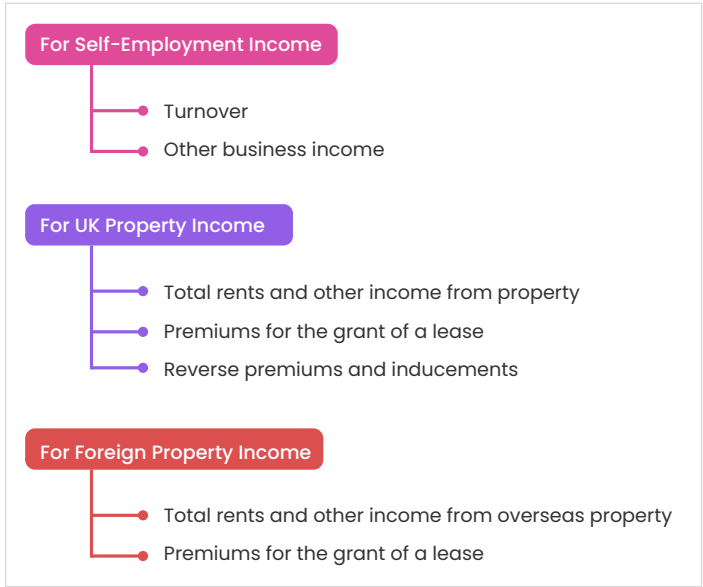 For Self-Employment Income
Turnover
Other business income
For UK Property Income
Total rents and other income from property
Premiums for the grant of a lease
Reverse premiums and inducements
For Foreign Property Income
Total rents and other income from overseas property
Premiums for the grant of a lease